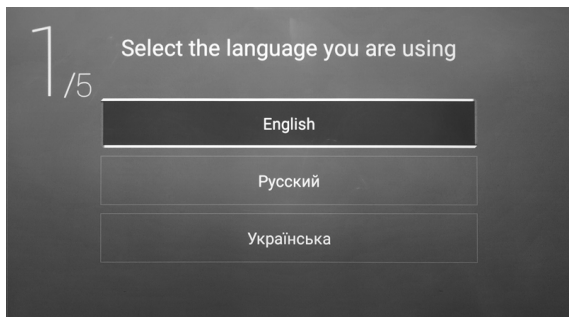 1/5
Select the language you are using
English
Русский
Українська